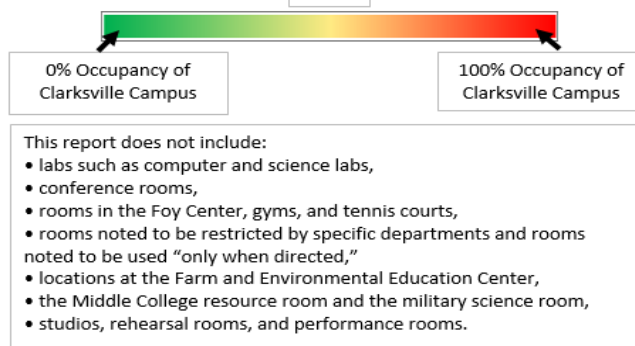 0% Occupancy of
Clarksville Campus
100% Occupancy of
Clarksville Campus
This report does not include:
• labs such as computer and science labs,
• conference rooms,
• rooms in the Foy Center, gyms, and tennis courts,
• rooms noted to be restricted by specific departments and rooms
noted to be used “only when directed,”
• locations at the Farm and Environmental Education Center,
• the Middle College resource room and the military science room,
• studios, rehearsal rooms, and performance rooms.